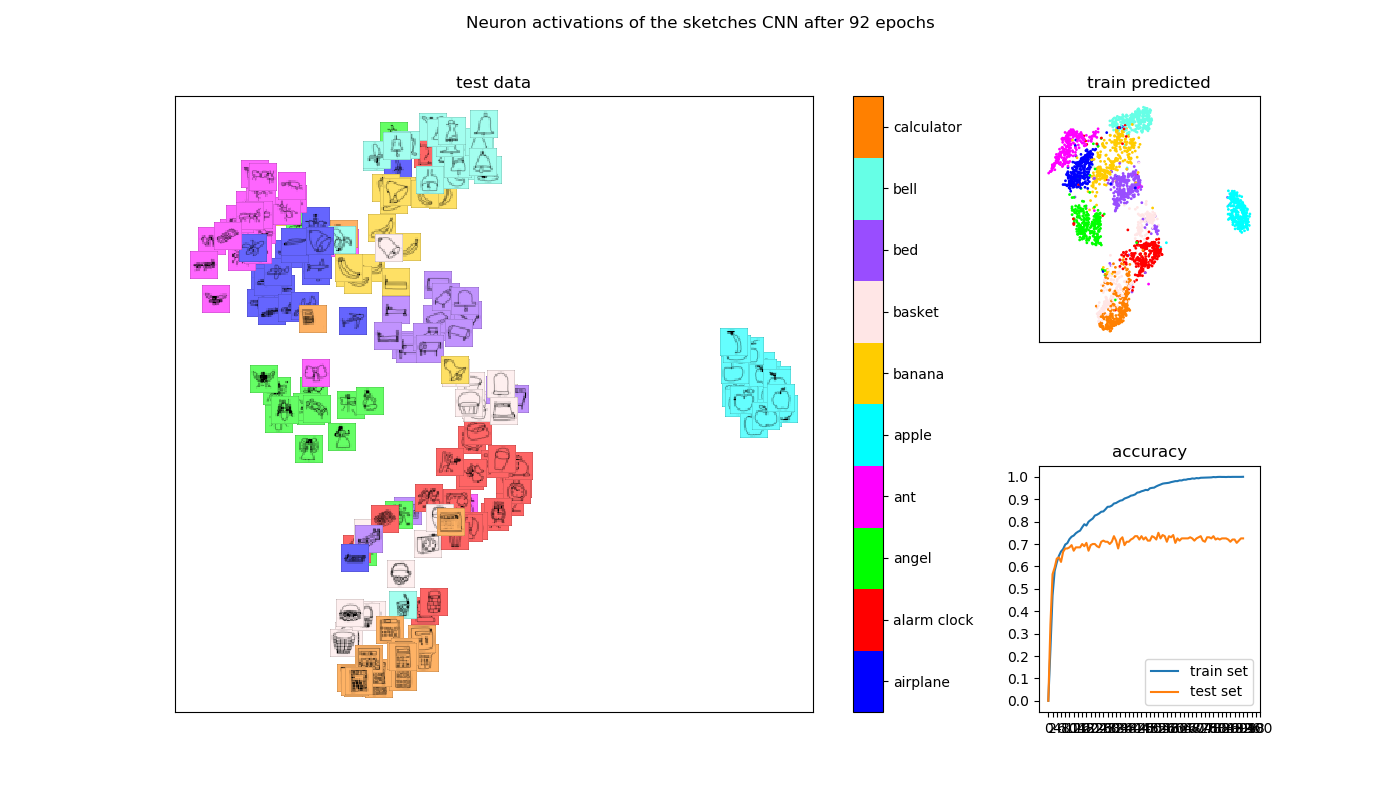 Neuron activations of the sketches CNN after 92 epochs
test data
calculator
bell
bed
basket
banana
apple
ant
angel
alarm clock
airplane
train predicted
accuracy
1.0
0.9
0.8
0.7
0.6
0.5
0.4
0.3
0.2
0.1
0.0
train set
test set